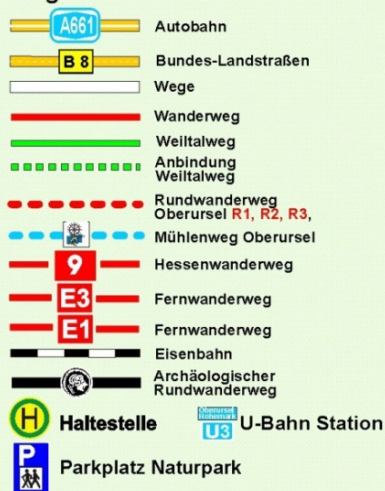 A661 Autobahn
B 8 Bundes-Landstraßen
Wege
Wanderweg
Weiltalweg
Anbindung
Weiltalweg
Rundwanderweg
Oberursel R1, R2, R3,
Mühlenweg Oberursel
9 Hessenwanderweg
E3 Fernwanderweg
E1 Fernwanderweg
Eisenbahn
Archäologischer
Rundwanderweg
H Haltestelle
Oberursel
Hohemark
U3 U-Bahn Station
P Parkplatz Naturpark